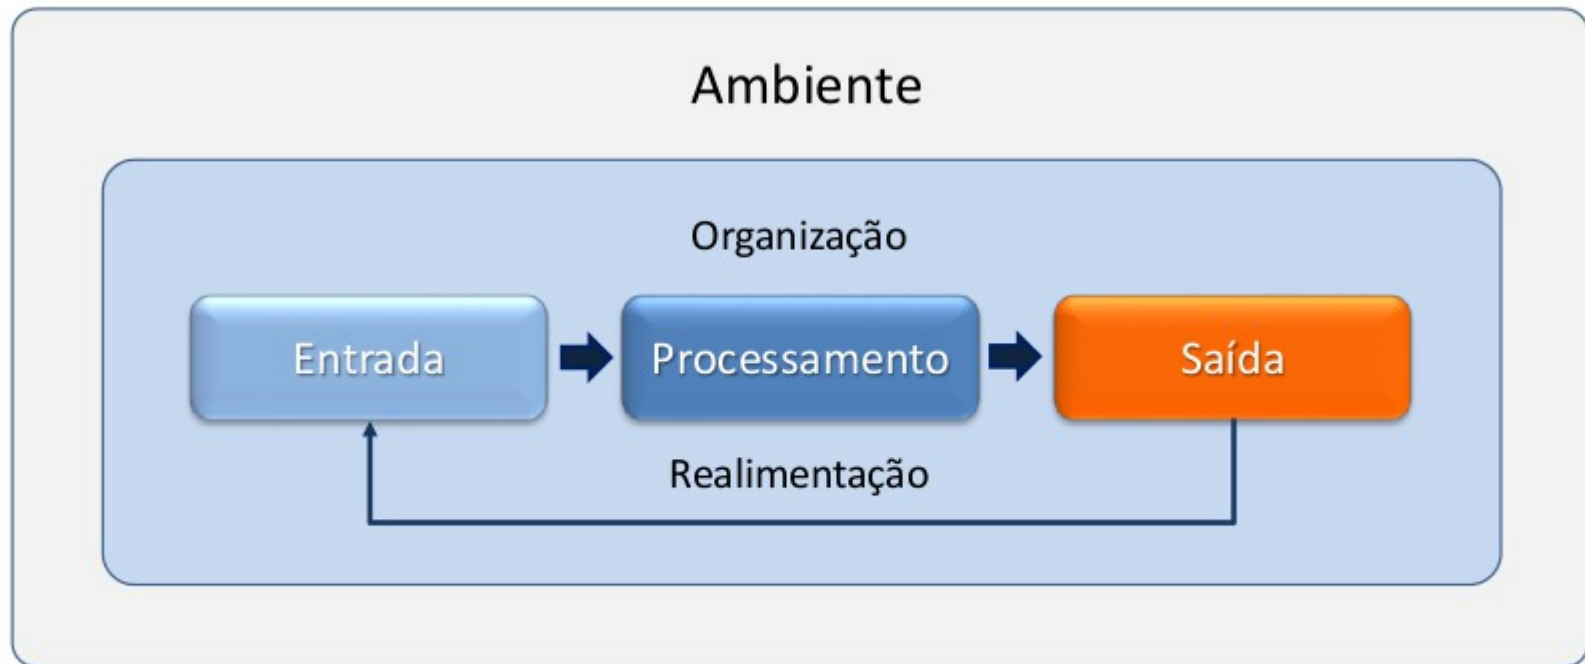 Ambiente
Organização
Entrada
Processamento
Saída
Realimentação